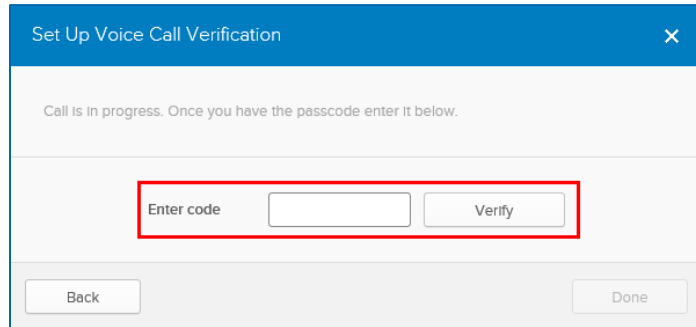 Set Up Voice Call Verification
Call is in progress. Once you have the passcode enter it below.
Enter code Verify
Back Done